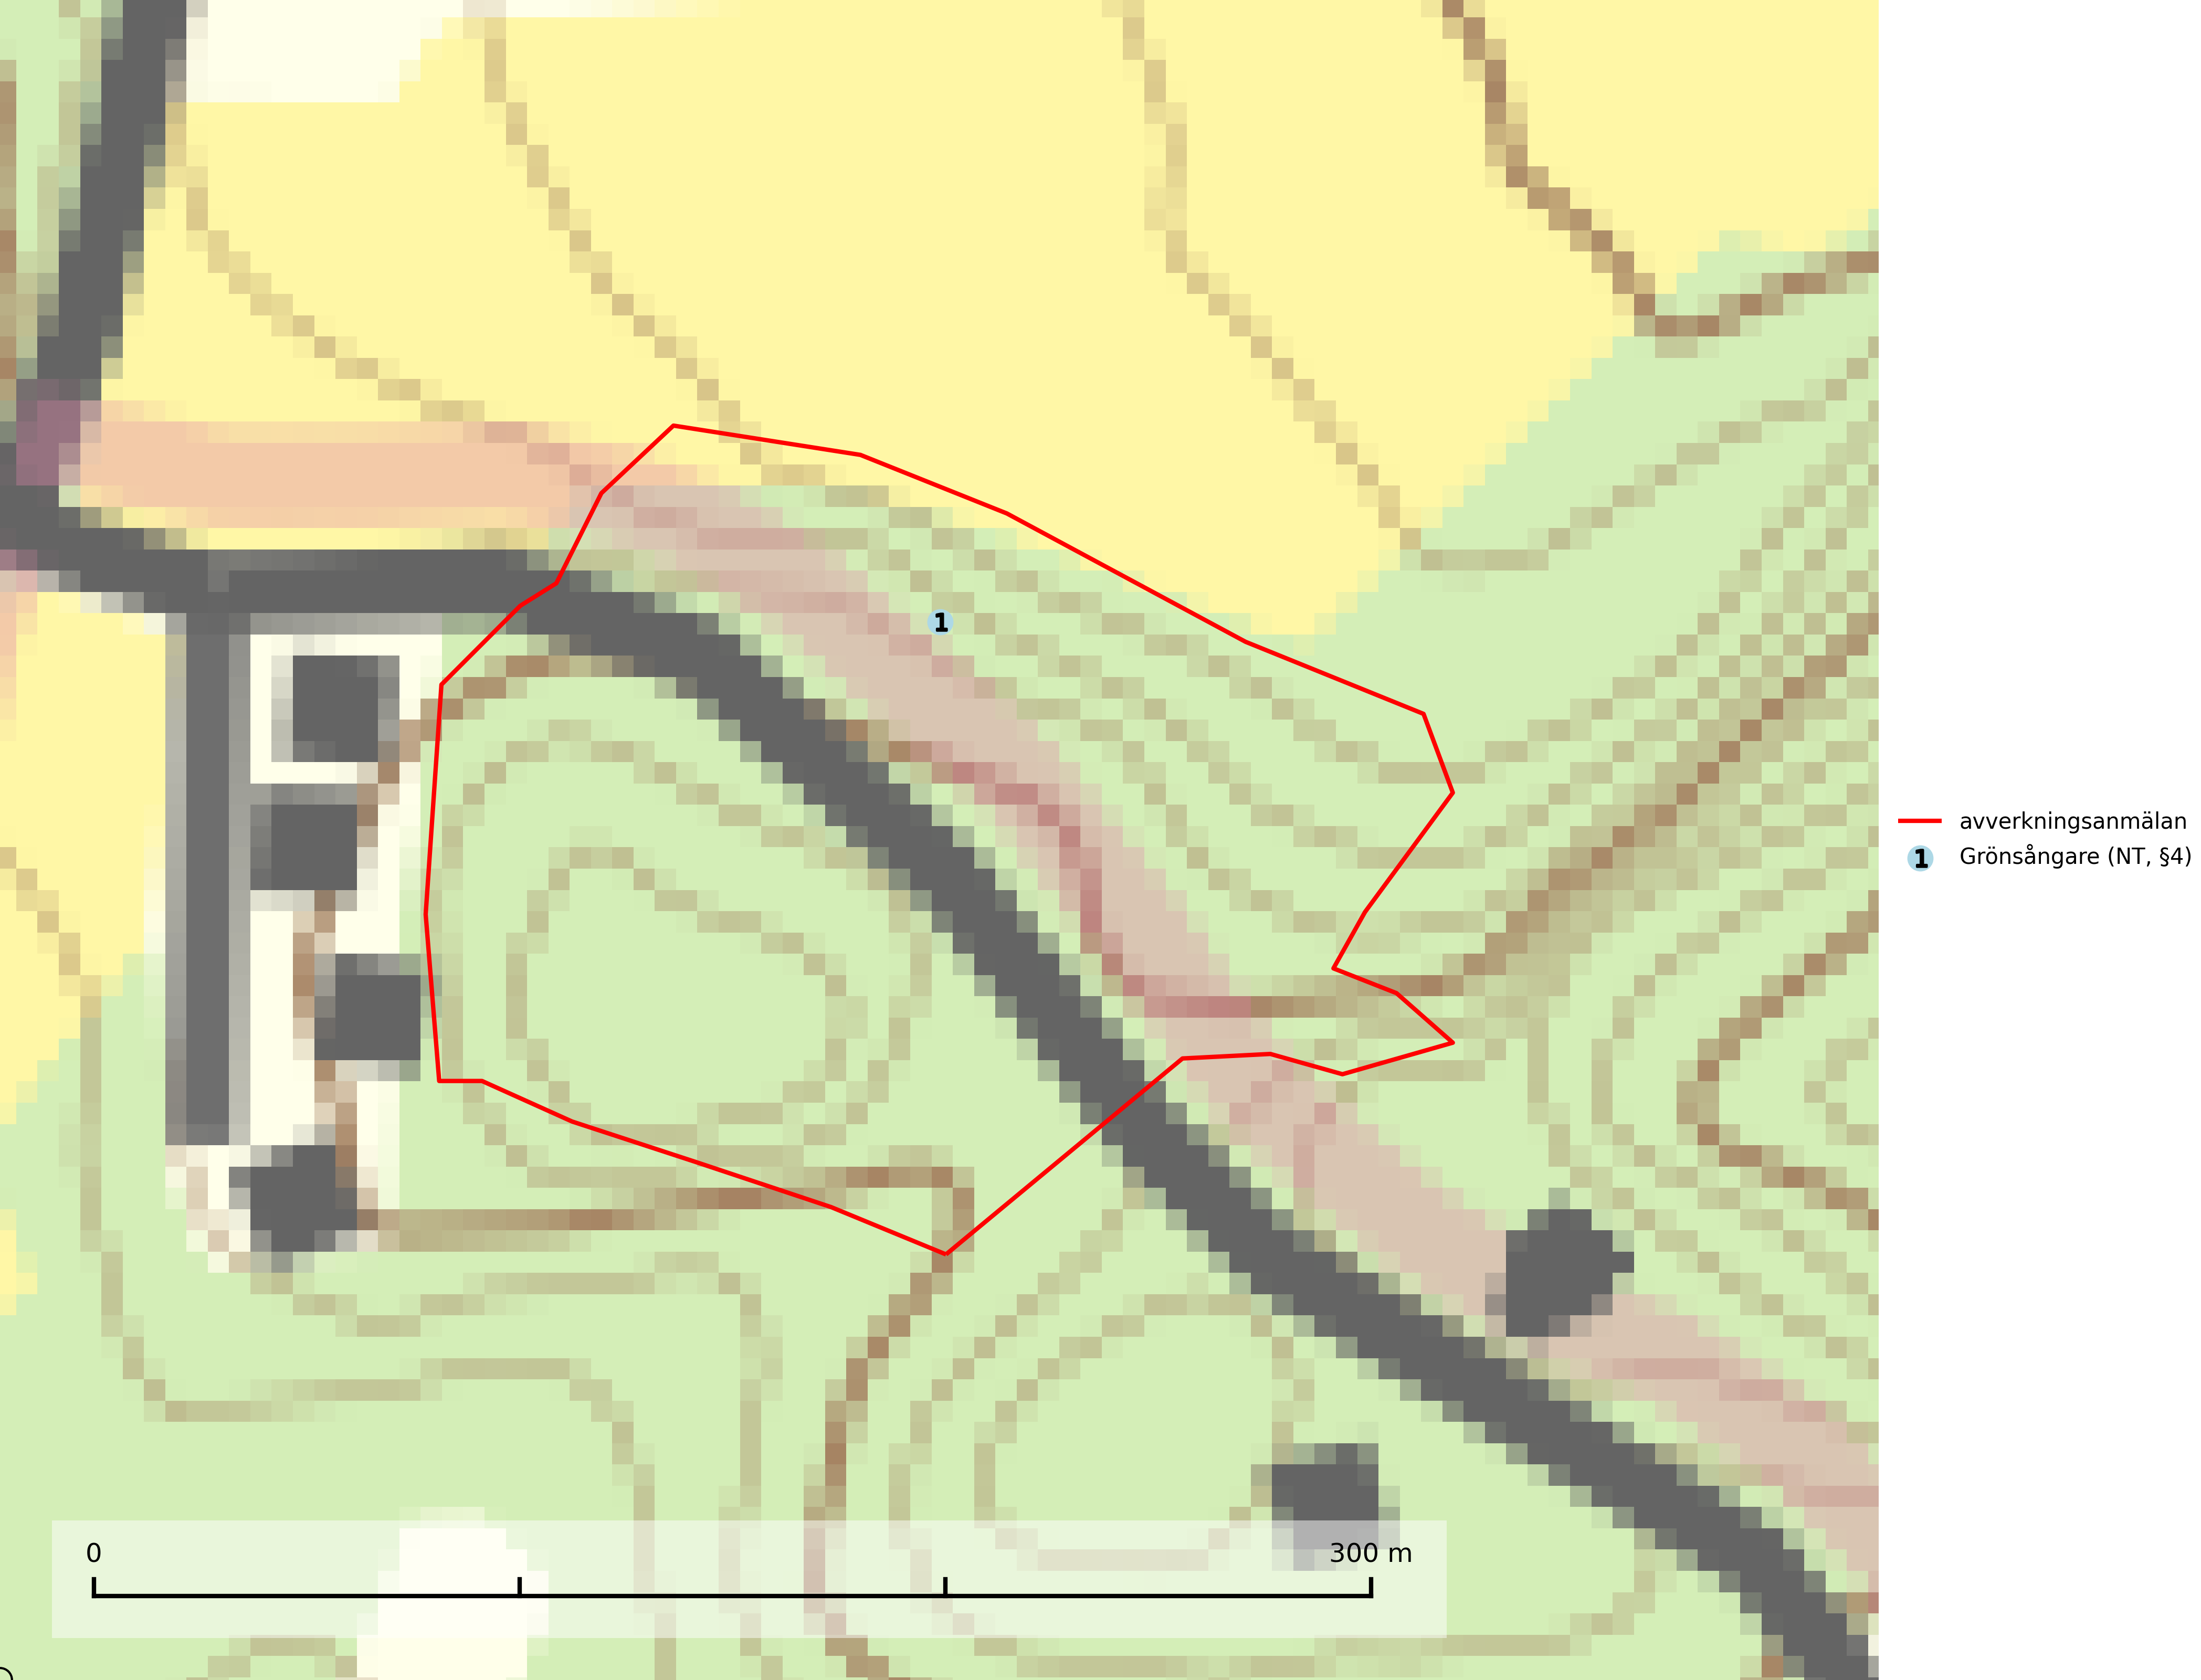 1
avverkningsanmälan
1 Grönsångare (NT, §4)
0 300 m